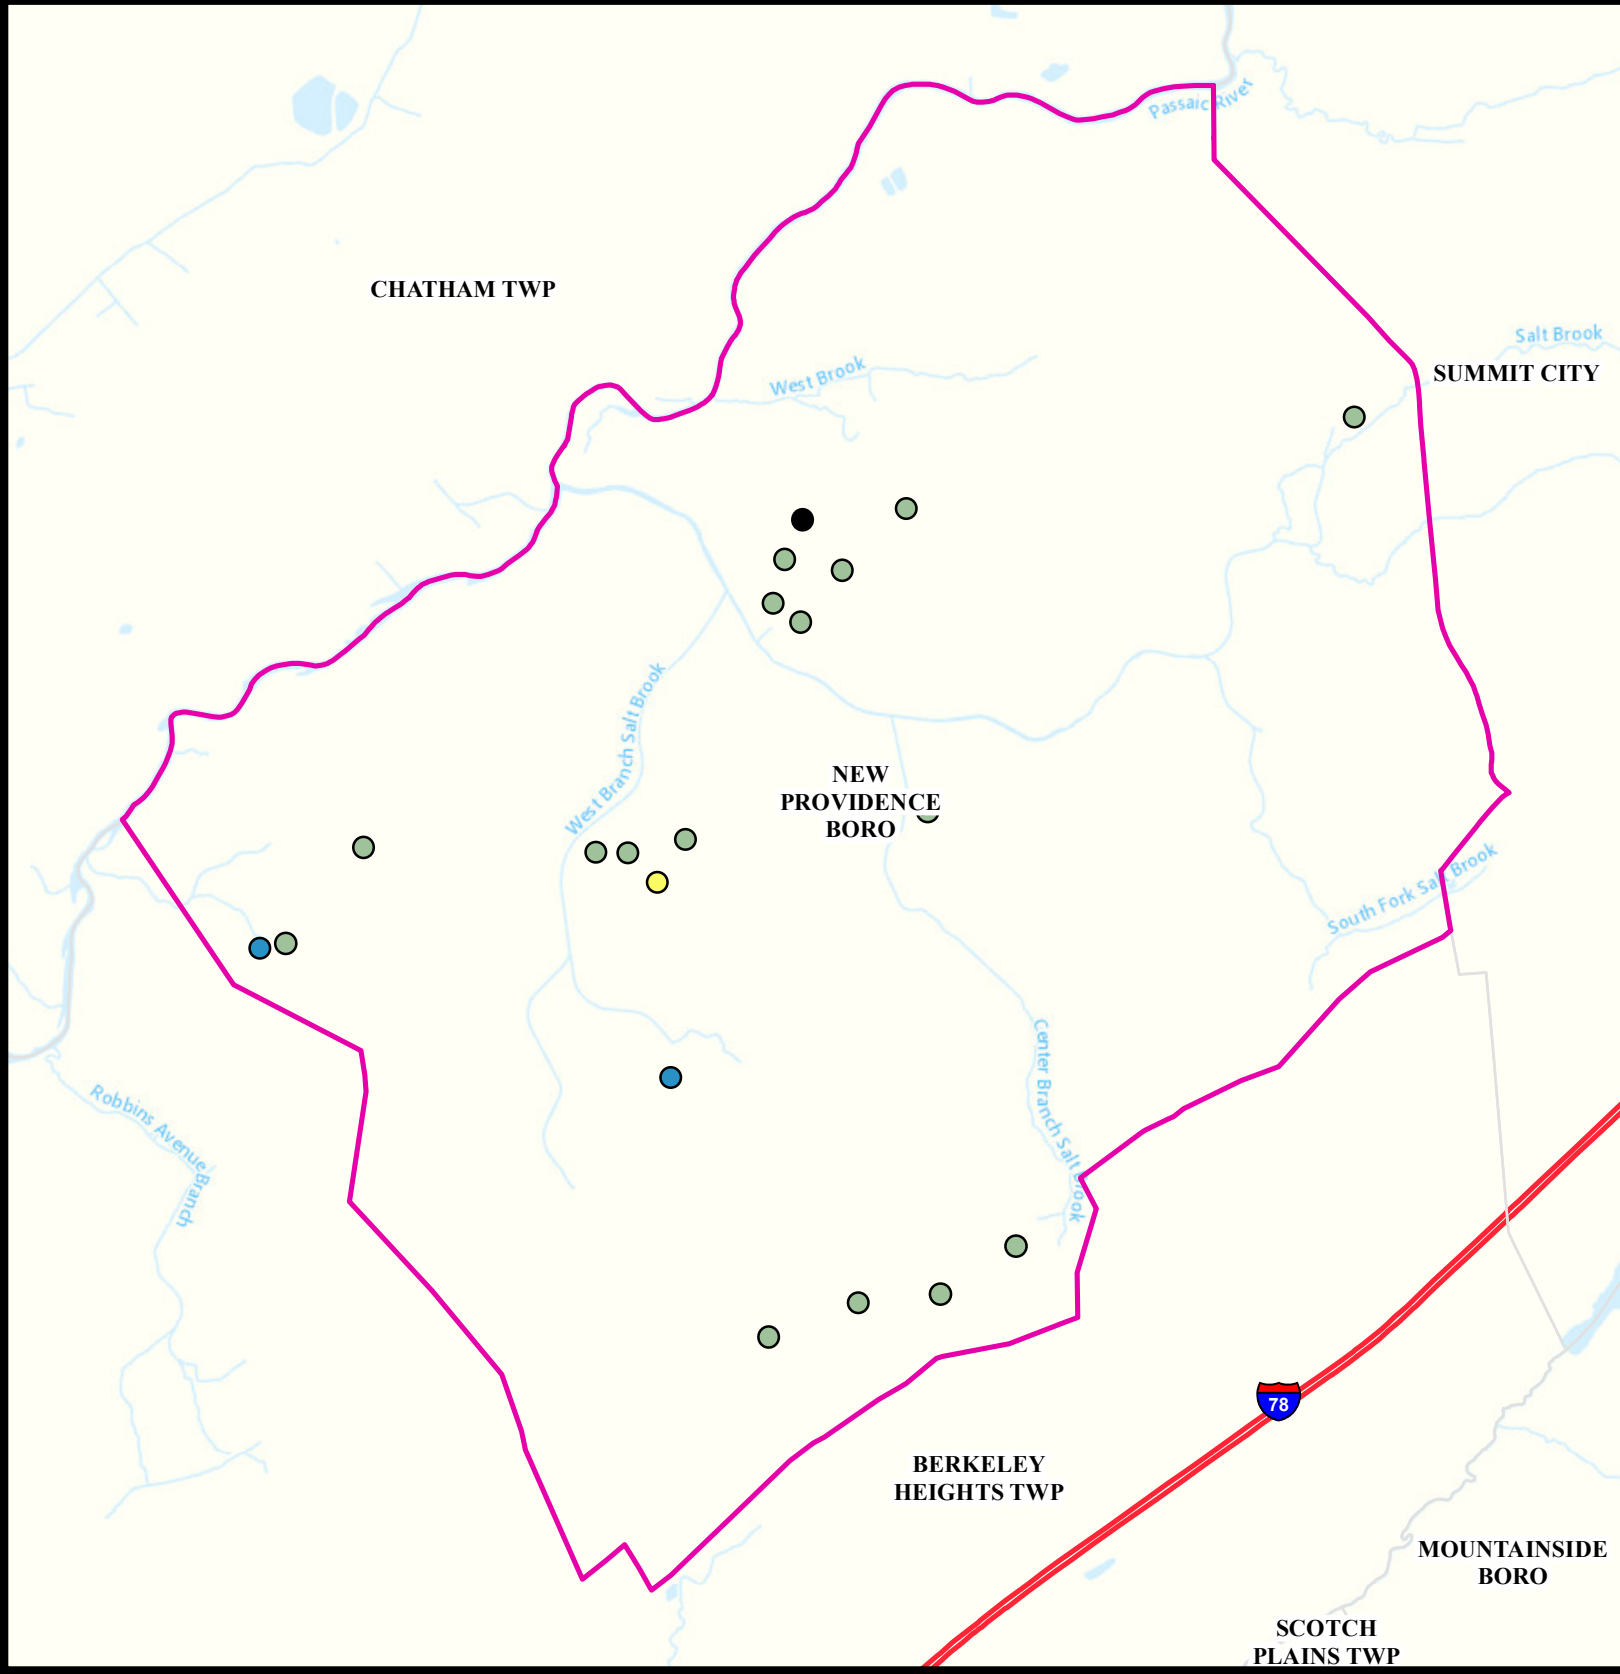 Passaic River
CHATHAM TWP
Salt Brook
SUMMIT CITY
West Brook
West Branch Salt Brook
NEW
PROVIDENCE
BORO
South Fork Salt Brook
Center Branch Salt Brook
Robbins Avenue Branch
78
BERKELEY
HEIGHTS TWP
MOUNTAINSIDE
BORO
SCOTCH
PLAINS TWP